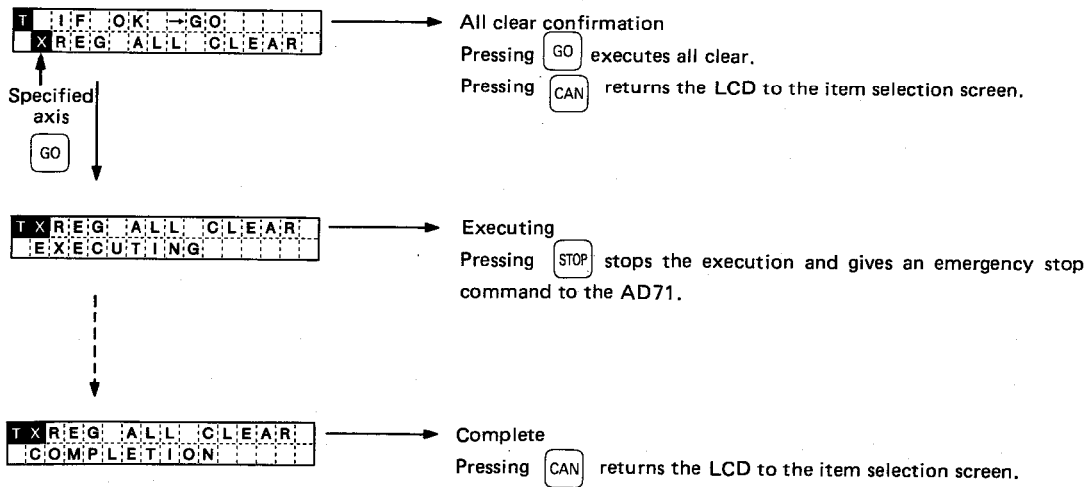 T IF OK →GO
XREG ALL CLEAR
All clear confirmation
Pressing GO executes all clear.
Pressing CAN returns the LCD to the item selection screen.
Specified
axis
GO
TXREG ALL CLEAR
EXECUTING
Executing
Pressing STOP stops the execution and gives an emergency stop
command to the AD71.
TXREG ALL CLEAR
COMPLETION
Complete
Pressing CAN returns the LCD to the item selection screen.